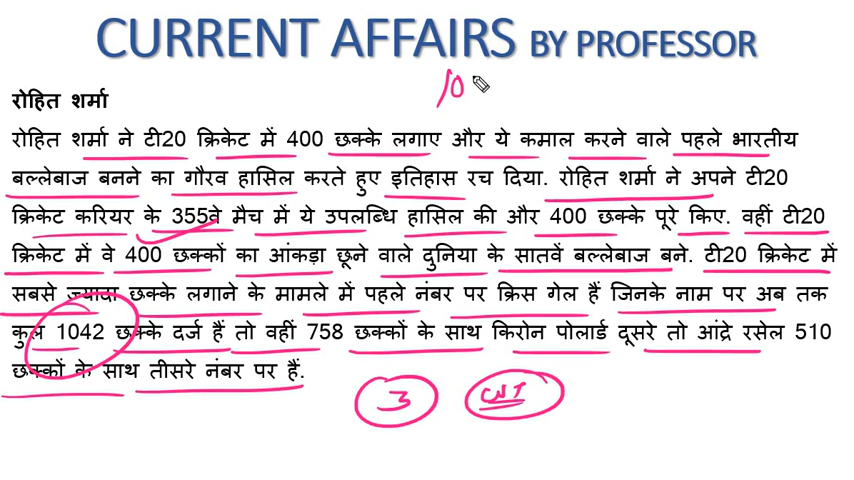 CURRENT AFFAIRS BY PROFESSOR
10
रोहित शर्मा
रोहित शर्मा ने टी20 क्रिकेट में 400 छक्के लगाए और ये कमाल करने वाले पहले भारतीय
बल्लेबाज बनने का गौरव हासिल करते हुए इतिहास रच दिया. रोहित शर्मा ने अपने टी20
क्रिकेट करियर के 355वे मैच में ये उपलब्धि हासिल की और 400 छक्के पूरे किए. वहीं टी20
क्रिकेट में वे 400 छक्कों का आंकड़ा छूने वाले दुनिया के सातवें बल्लेबाज बने. टी20 क्रिकेट में
सबसे ज्यादा छक्के लगाने के मामले में पहले नंबर पर क्रिस गेल हैं जिनके नाम पर अब तक
कुल 1042 छक्के दर्ज हैं तो वहीं 758 छक्कों के साथ किरोन पोलार्ड दूसरे तो आंद्रे रसेल 510
छक्कों के साथ तीसरे नंबर पर हैं.
3